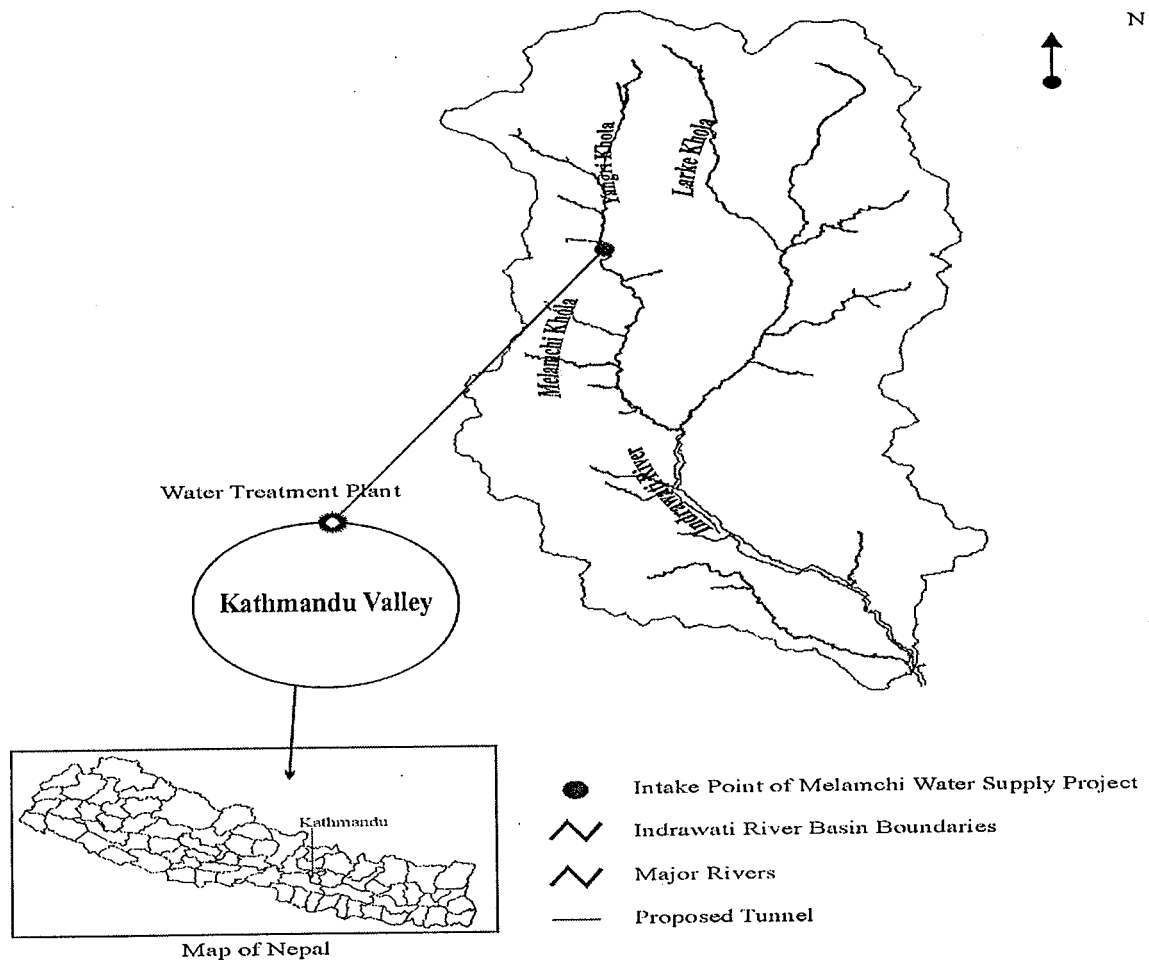 N
Yangri Khola
Larke Khola
Melamchi Khola
Indrawati River
Water Treatment Plant
Kathmandu Valley
Kathmandu
Map of Nepal
Intake Point of Melamchi Water Supply Project
Indrawati River Basin Boundaries
Major Rivers
Proposed Tunnel